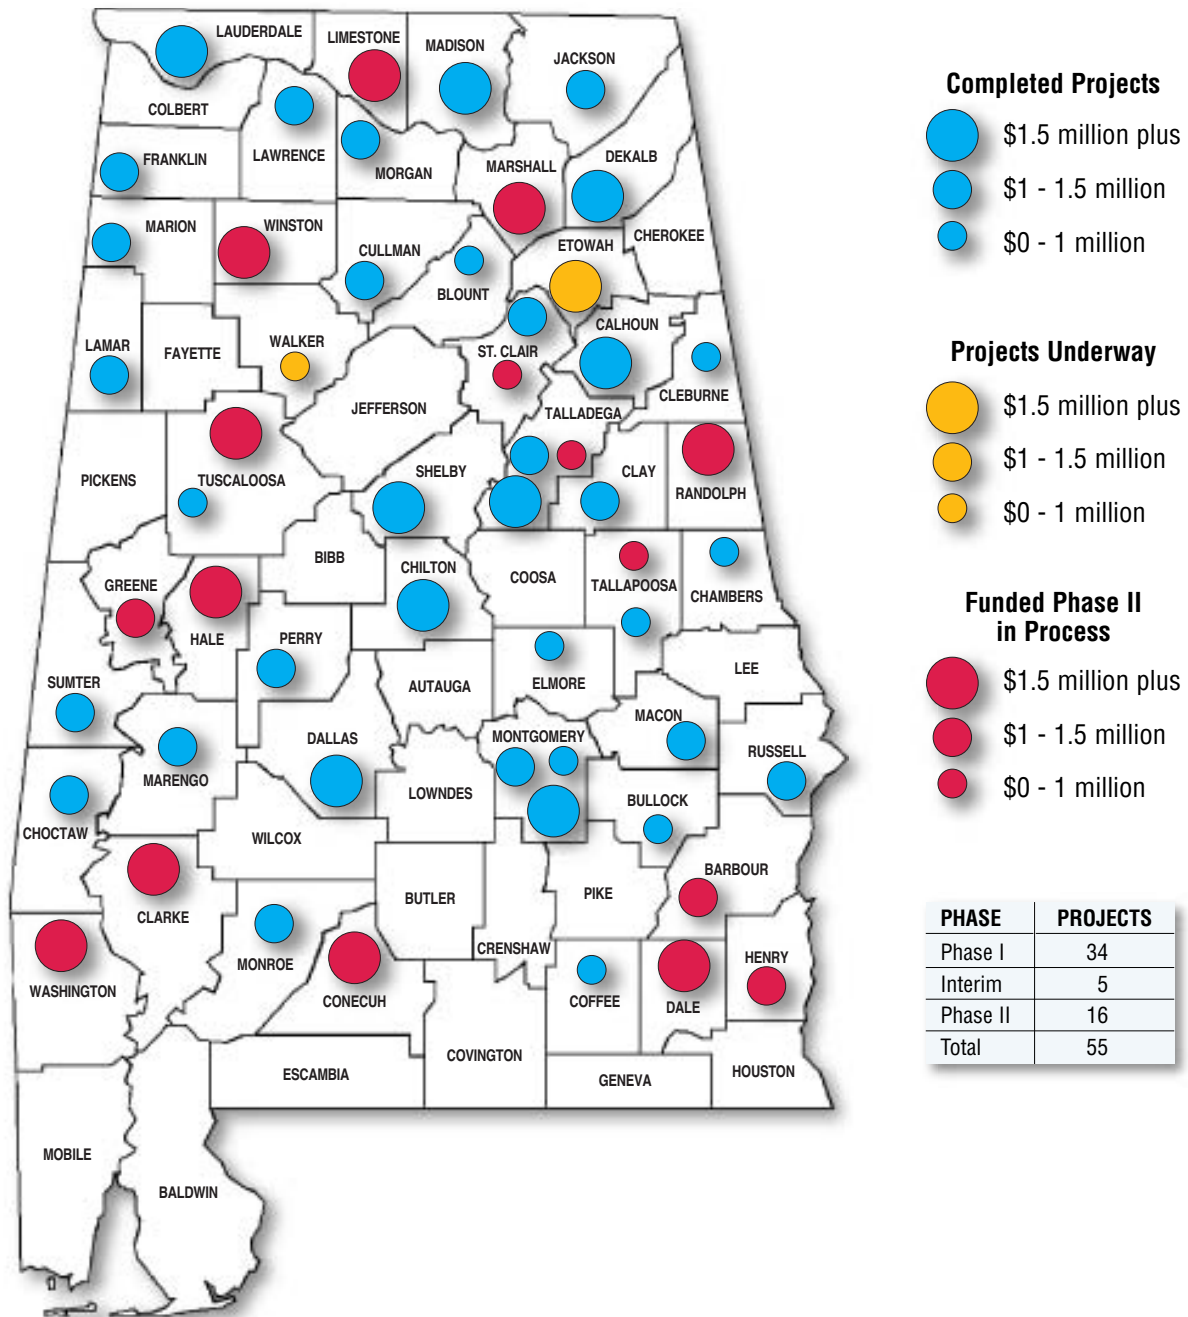 LAUDERDALE
LIMESTONE
MADISON
JACKSON
COLBERT
LAWRENCE
FRANKLIN
MORGAN
MARSHALL
DEKALB
MARION
WINSTON
CULLMAN
BLOUNT
ETOWAH
CHEROKEE
LAMAR
FAYETTE
WALKER
JEFFERSON
ST. CLAIR
CALHOUN
CLEBURNE
TALLADEGA
PICKENS
TUSCALOOSA
SHELBY
CLAY
RANDOLPH
BIBB
CHILTON
COOSA
TALLAPOOSA
CHAMBERS
GREENE
HALE
PERRY
AUTAUGA
ELMORE
LEE
SUMTER
MARENGO
DALLAS
LOWNDES
MONTGOMERY
MACON
RUSSELL
BULLOCK
CHOCTAW
CLARKE
WILCOX
BUTLER
CRENSHAW
PIKE
BARBOUR
WASHINGTON
MONROE
CONECUH
COFFEE
DALE
HENRY
ESCAMBIA
COVINGTON
GENEVA
HOUSTON
MOBILE
BALDWIN
Completed Projects
$1.5 million plus
$1 - 1.5 million
$0 - 1 million
Projects Underway
$1.5 million plus
$1 - 1.5 million
$0 - 1 million
Funded Phase II
in Process
$1.5 million plus
$1 - 1.5 million
$0 - 1 million
PHASE PROJECTS
Phase I 34
Interim 5
Phase II 16
Total 55